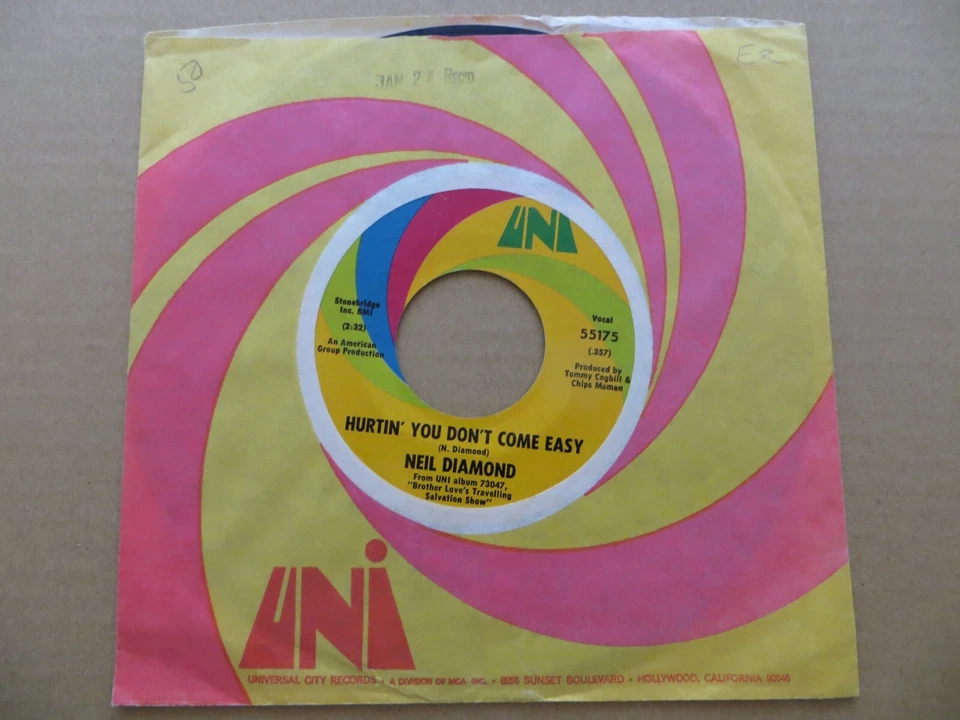 50
JAN 24 REC'D
ER
UNI
Stonebridge
Inc. BMI
(2:32)
An American
Group Production
Vocal
55175
(.357)
Produced by
Tommy Cogbill &
Chips Moman
HURTIN' YOU DON'T COME EASY
(N. Diamond)
NEIL DIAMOND
From UNI album 73047,
"Brother Love's Travelling
Salvation Show"
UNI
UNIVERSAL CITY RECORDS • A DIVISION OF MCA INC. • 8255 SUNSET BOULEVARD • HOLLYWOOD, CALIFORNIA 90046